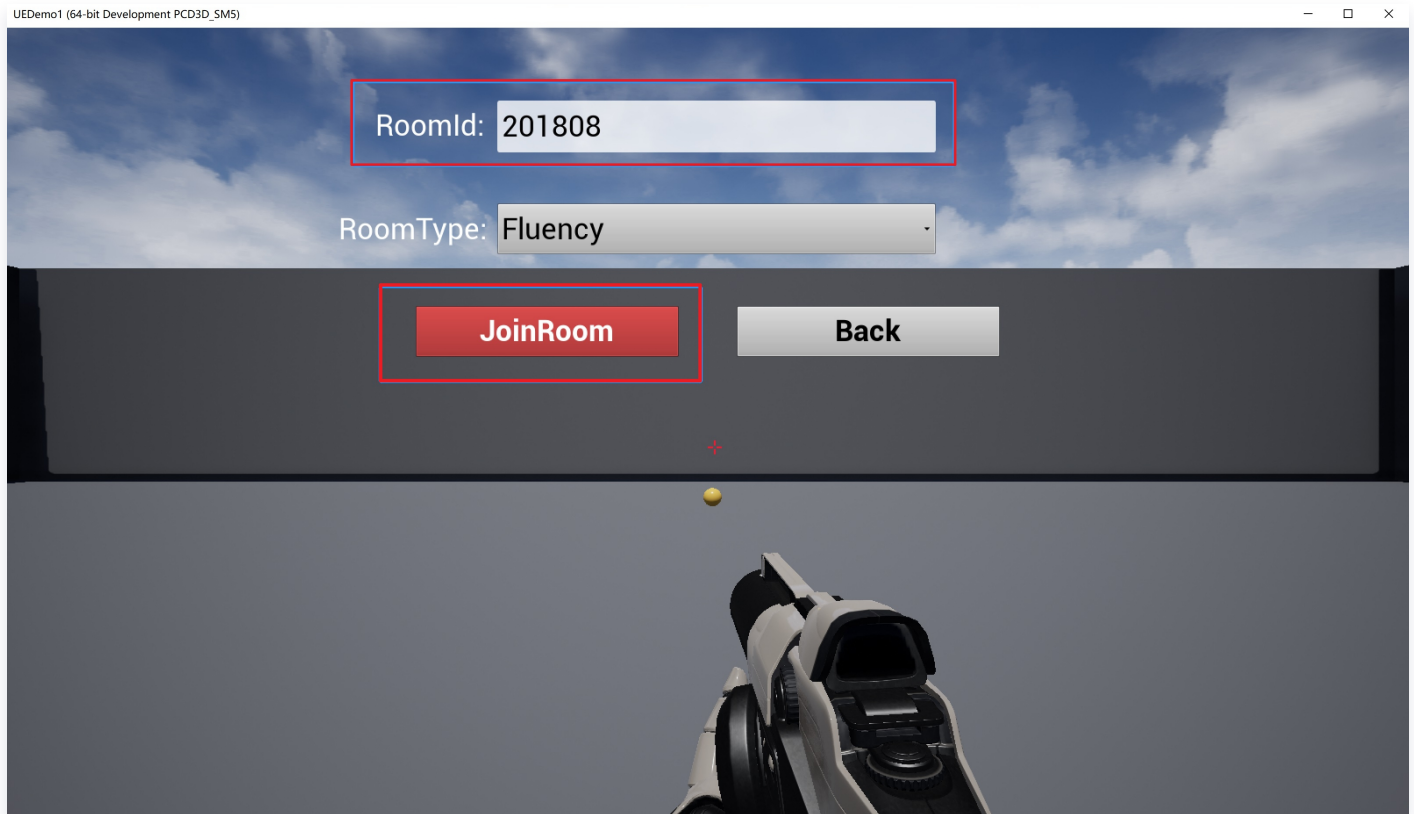 UEDemo1 (64-bit Development PCD3D_SM5)
RoomId: 201808
RoomType: Fluency
JoinRoom Back